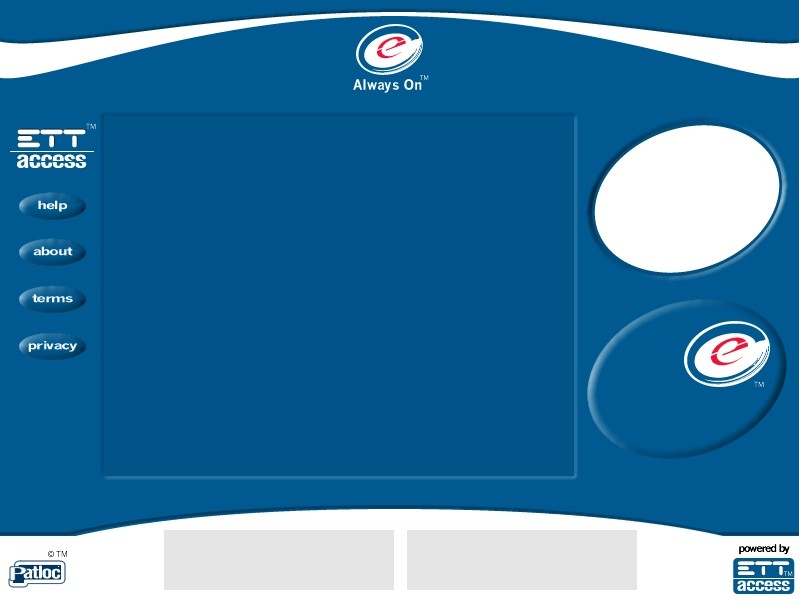 e
Always On™
ETT™
access
help
about
terms
privacy
e
TM
© TM
Patloc
powered by
ETT™
access